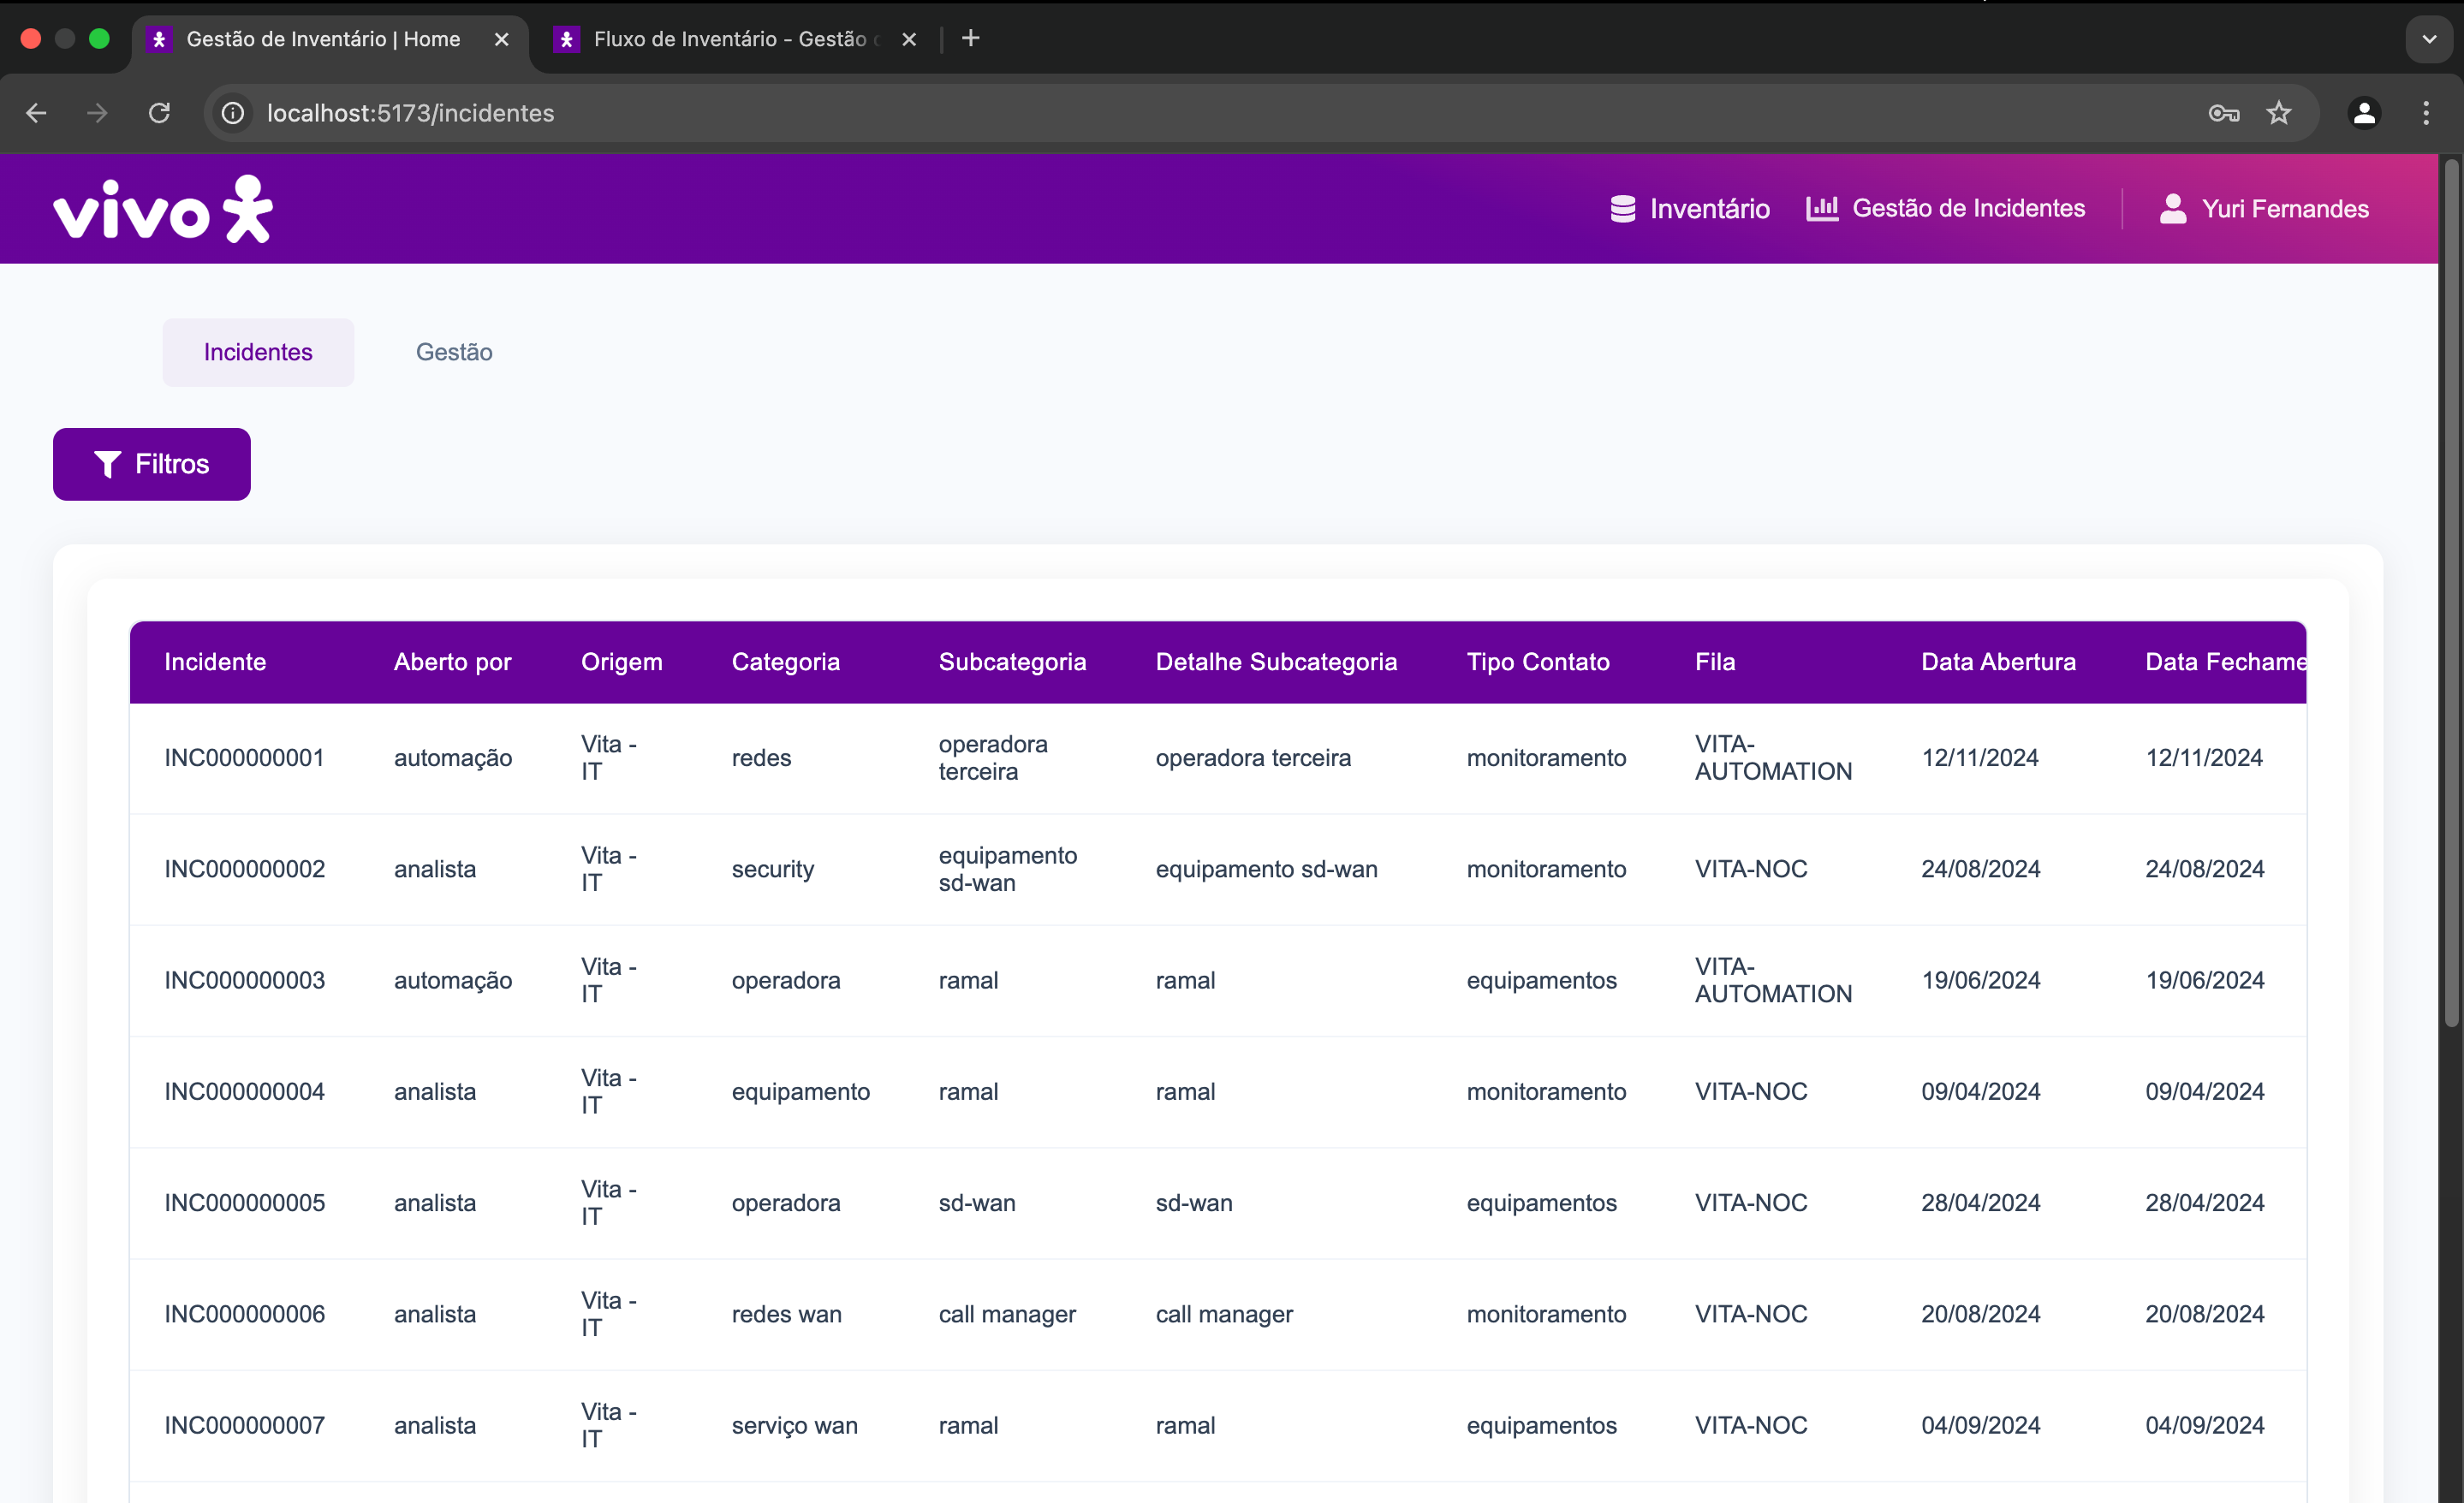 Gestão de Inventário | Home
Fluxo de Inventário - Gestão
localhost:5173/incidentes
vivo
Inventário
Gestão de Incidentes
Yuri Fernandes
Incidentes
Gestão
Filtros
Incidente Aberto por Origem Categoria Subcategoria Detalhe Subcategoria Tipo Contato Fila Data Abertura Data Fechame
INC000000001 automação Vita - IT redes operadora terceira operadora terceira monitoramento VITA-AUTOMATION 12/11/2024 12/11/2024
INC000000002 analista Vita - IT security equipamento sd-wan equipamento sd-wan monitoramento VITA-NOC 24/08/2024 24/08/2024
INC000000003 automação Vita - IT operadora ramal ramal equipamentos VITA-AUTOMATION 19/06/2024 19/06/2024
INC000000004 analista Vita - IT equipamento ramal ramal monitoramento VITA-NOC 09/04/2024 09/04/2024
INC000000005 analista Vita - IT operadora sd-wan sd-wan equipamentos VITA-NOC 28/04/2024 28/04/2024
INC000000006 analista Vita - IT redes wan call manager call manager monitoramento VITA-NOC 20/08/2024 20/08/2024
INC000000007 analista Vita - IT serviço wan ramal ramal equipamentos VITA-NOC 04/09/2024 04/09/2024